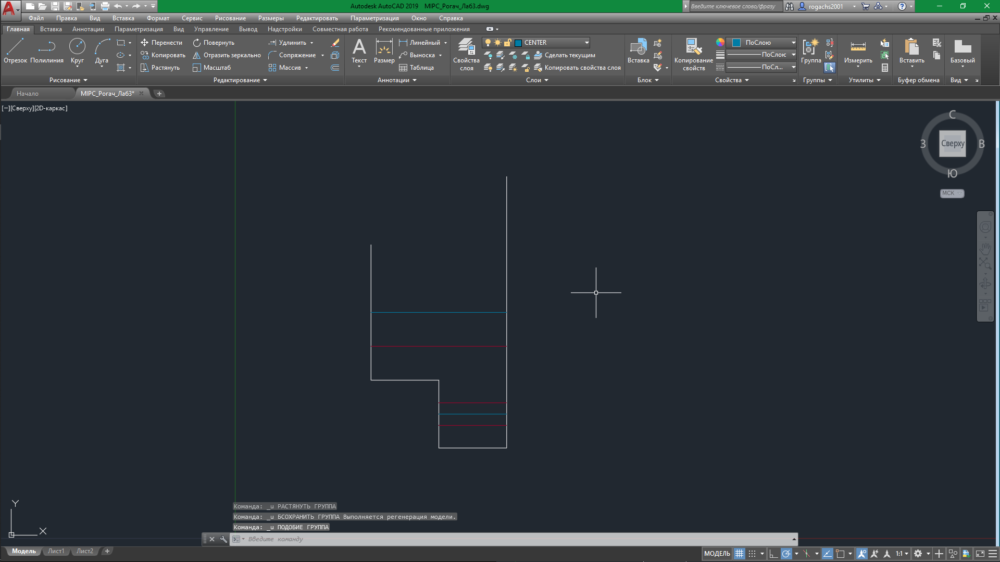 Autodesk AutoCAD 2019 MIPC_Рогач_Лаб3.dwg
Введите ключевое слово/фразу
rogachs2001
Файл Правка Вид Вставка Формат Сервис Рисование Размеры Редактировать Параметризация Окно Справка
Главная Вставка Аннотации Параметризация Вид Управление Вывод Надстройки Совместная работа Рекомендованные приложения
Отрезок Полилиния Круг Дуга
Рисование
Перенести Повернуть Удлинить
Копировать Отразить зеркально Сопряжение
Растянуть Масштаб Массив
Редактирование
Текст Размер
Линейный
Выноска
Таблица
Аннотации
Свойства слоя
CENTER
Сделать текущим
Копировать свойства слоя
Слои
Вставка
Блок
Копирование свойств
ПоСлою
ПоСлою
ПоСл...
Свойства
Группа
Группы
Измерить
Утилиты
Вставить
Буфер обмена
Базовый
Вид
Начало MIPC_Рогач_Лаб3*
[−][Сверху][2D-каркас]
С
З Сверху В
Ю
МСК
Y
X
Команда: _u РАСТЯНУТЬ ГРУППА
Команда: _u БСОХРАНИТЬ ГРУППА Выполняется регенерация модели.
Команда: _u ПОДОБИЕ ГРУППА
Введите команду
Модель Лист1 Лист2 +
МОДЕЛЬ 1:1